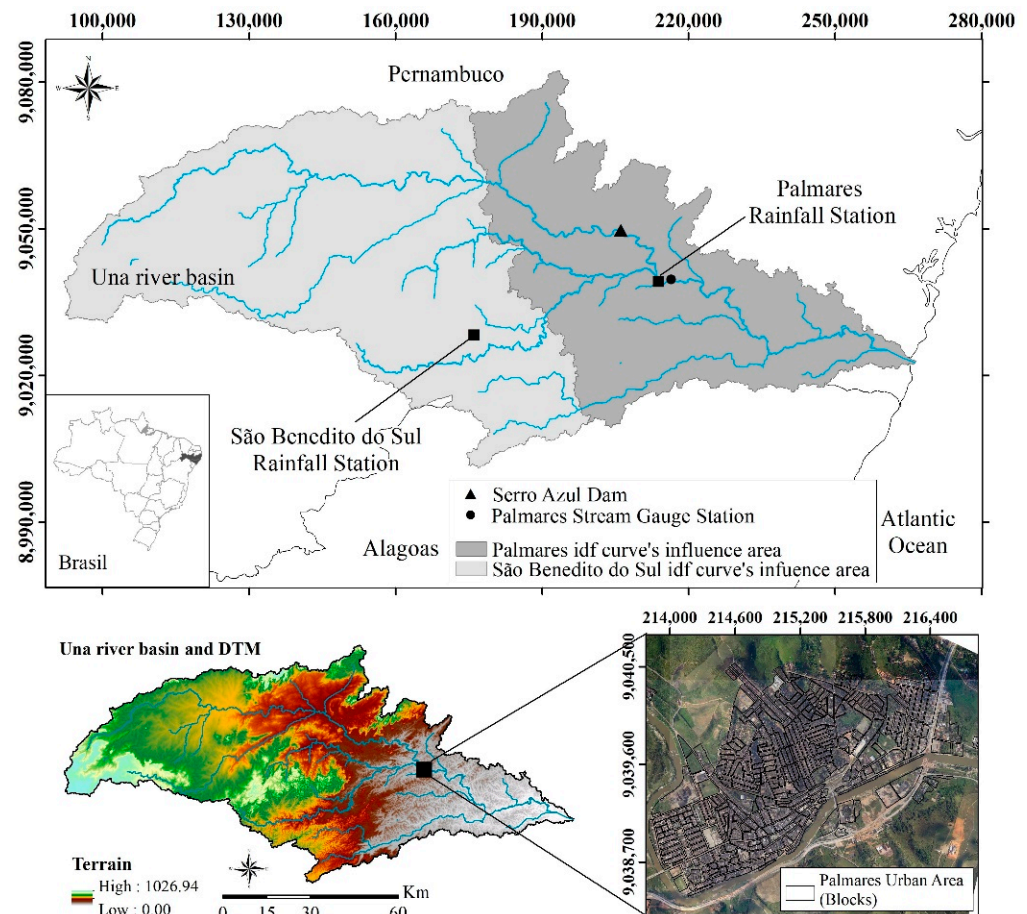 100,000 130,000 160,000 190,000 220,000 250,000 280,000
9,080,000
9,050,000
9,020,000
8,990,000
Pernambuco
N
W E
S
Palmares
Rainfall Station
Una river basin
São Benedito do Sul
Rainfall Station
Brasil
Alagoas
Atlantic
Ocean
Serro Azul Dam
Palmares Stream Gauge Station
Palmares idf curve's influence area
São Benedito do Sul idf curve's infuence area
Una river basin and DTM
Terrain
High : 1026,94
Low : 0.00
Km
0 15 30 60
214,000 214,600 215,200 215,800 216,400
9,040,500
9,039,600
9,038,700
Palmares Urban Area
(Blocks)